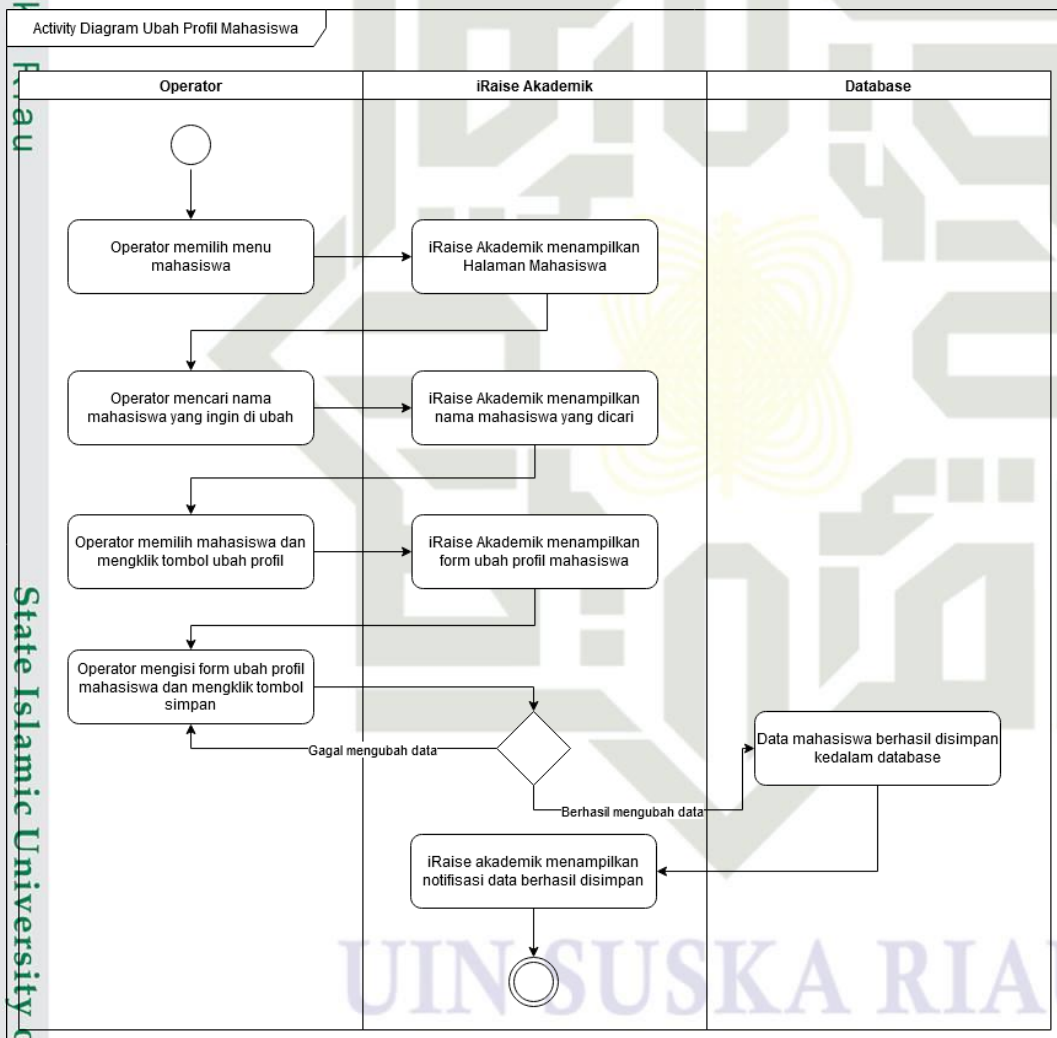 Activity Diagram Ubah Profil Mahasiswa
Operator
iRaise Akademik
Database
Operator memilih menu
mahasiswa
iRaise Akademik menampilkan
Halaman Mahasiswa
Operator mencari nama
mahasiswa yang ingin di ubah
iRaise Akademik menampilkan
nama mahasiswa yang dicari
Operator memilih mahasiswa dan
mengklik tombol ubah profil
iRaise Akademik menampilkan
form ubah profil mahasiswa
Operator mengisi form ubah profil
mahasiswa dan mengklik tombol
simpan
Gagal mengubah data
Data mahasiswa berhasil disimpan
kedalam database
Berhasil mengubah data
iRaise akademik menampilkan
notifisasi data berhasil disimpan
State Islamic University
UIN SUSKA RIA